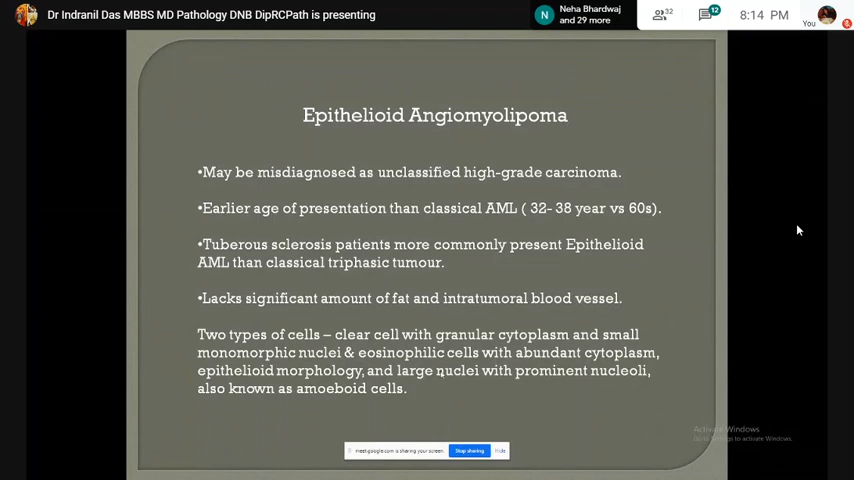 Dr Indranil Das MBBS MD Pathology DNB DipRCPath is presenting
N
Neha Bhardwaj
and 29 more
32
12
8:14 PM
You
Epithelioid Angiomyolipoma
•May be misdiagnosed as unclassified high-grade carcinoma.
•Earlier age of presentation than classical AML ( 32- 38 year vs 60s).
•Tuberous sclerosis patients more commonly present Epithelioid
AML than classical triphasic tumour.
•Lacks significant amount of fat and intratumoral blood vessel.
Two types of cells – clear cell with granular cytoplasm and small
monomorphic nuclei & eosinophilic cells with abundant cytoplasm,
epithelioid morphology, and large nuclei with prominent nucleoli,
also known as amoeboid cells.
Activate Windows
Go to Settings to activate Windows.
meet.google.com is sharing your screen.
Stop sharing
Hide